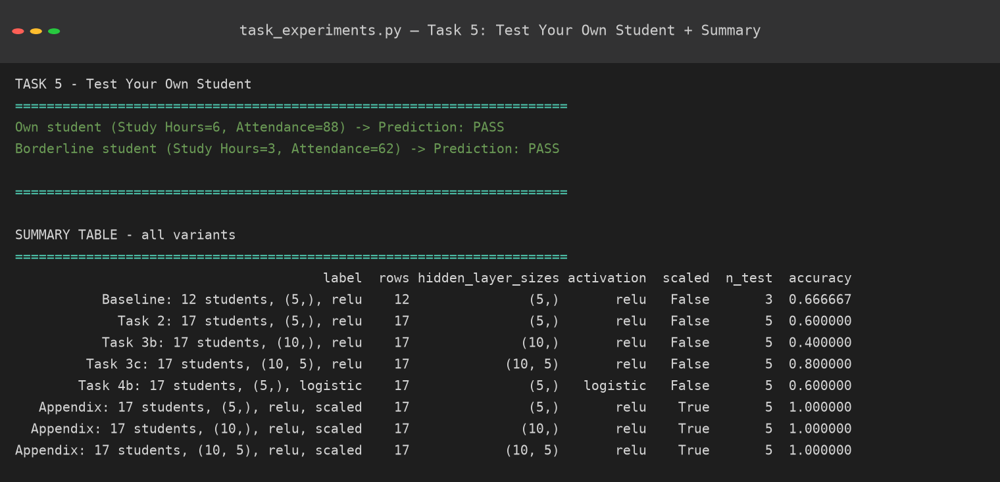 task_experiments.py — Task 5: Test Your Own Student + Summary
TASK 5 - Test Your Own Student
======================================================================
Own student (Study Hours=6, Attendance=88) -> Prediction: PASS
Borderline student (Study Hours=3, Attendance=62) -> Prediction: PASS
======================================================================
SUMMARY TABLE - all variants
======================================================================
label rows hidden_layer_sizes activation scaled n_test accuracy
Baseline: 12 students, (5,), relu 12 (5,) relu False 3 0.666667
Task 2: 17 students, (5,), relu 17 (5,) relu False 5 0.600000
Task 3b: 17 students, (10,), relu 17 (10,) relu False 5 0.400000
Task 3c: 17 students, (10, 5), relu 17 (10, 5) relu False 5 0.800000
Task 4b: 17 students, (5,), logistic 17 (5,) logistic False 5 0.600000
Appendix: 17 students, (5,), relu, scaled 17 (5,) relu True 5 1.000000
Appendix: 17 students, (10,), relu, scaled 17 (10,) relu True 5 1.000000
Appendix: 17 students, (10, 5), relu, scaled 17 (10, 5) relu True 5 1.000000